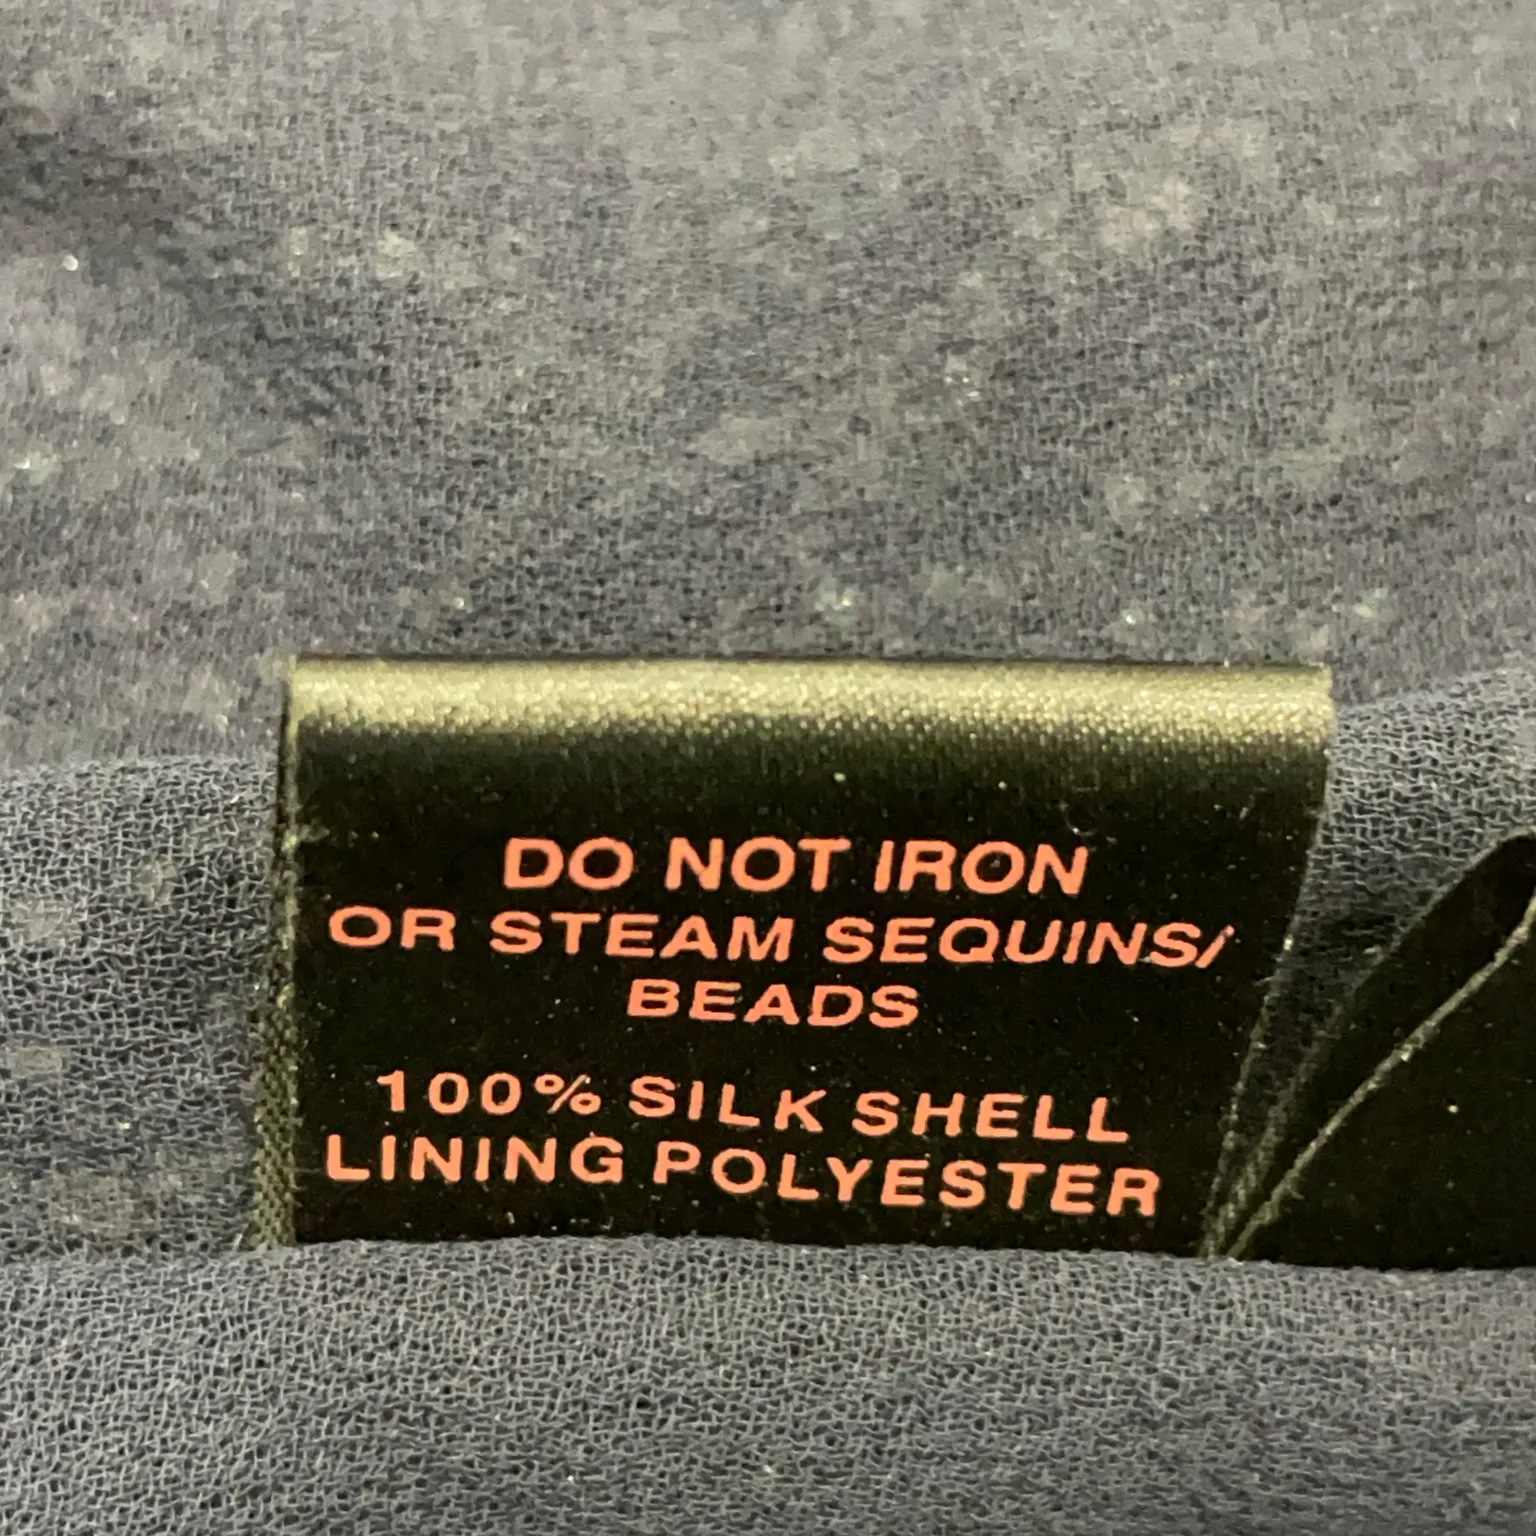 DO NOT IRON
OR STEAM SEQUINS/
BEADS
100% SILK SHELL
LINING POLYESTER